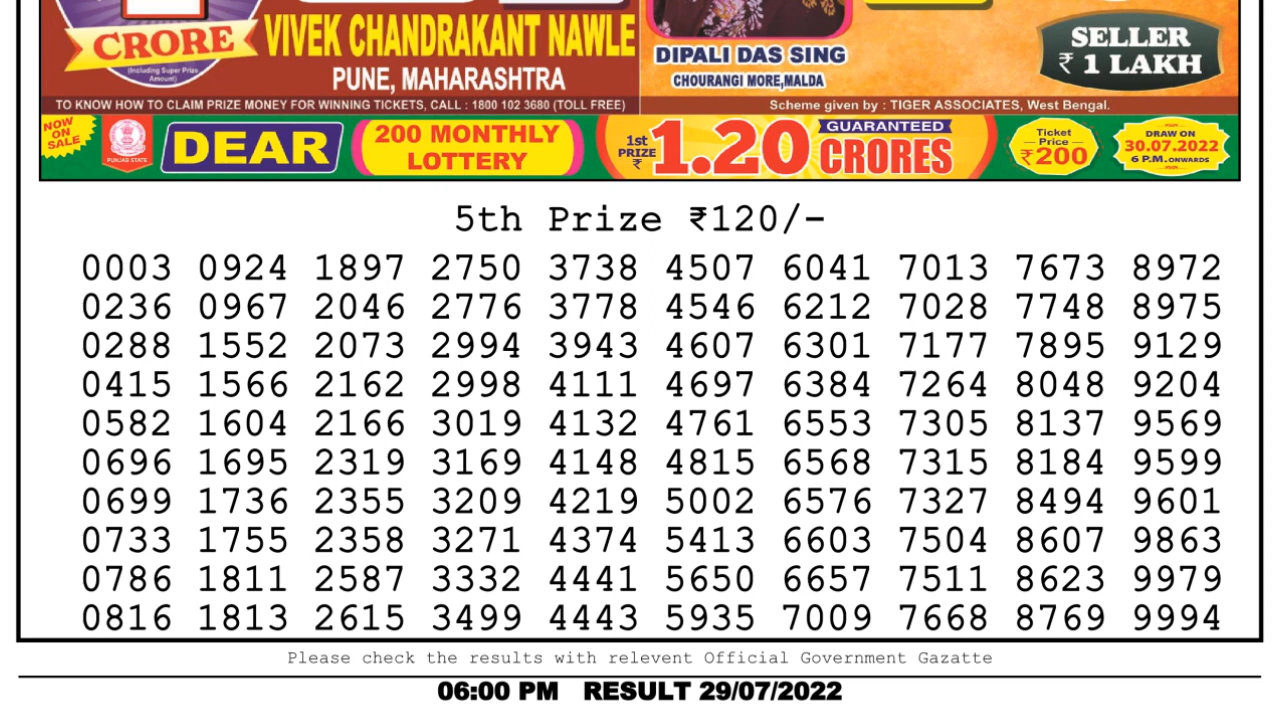 CRORE
(Including Super Prize
Amount)
VIVEK CHANDRAKANT NAWLE
PUNE, MAHARASHTRA
DIPALI DAS SING
CHOURANGI MORE,MALDA
SELLER
₹ 1 LAKH
TO KNOW HOW TO CLAIM PRIZE MONEY FOR WINNING TICKETS, CALL : 1800 102 3680 (TOLL FREE)
Scheme given by : TIGER ASSOCIATES, West Bengal.
NOW
ON
SALE
PUNJAB STATE
DEAR
200 MONTHLY
LOTTERY
1st
PRIZE
₹
1.20
GUARANTEED
CRORES
Ticket
Price
₹200
DRAW ON
30.07.2022
6 P.M. ONWARDS
5th Prize ₹120/-
0003 0924 1897 2750 3738 4507 6041 7013 7673 8972
0236 0967 2046 2776 3778 4546 6212 7028 7748 8975
0288 1552 2073 2994 3943 4607 6301 7177 7895 9129
0415 1566 2162 2998 4111 4697 6384 7264 8048 9204
0582 1604 2166 3019 4132 4761 6553 7305 8137 9569
0696 1695 2319 3169 4148 4815 6568 7315 8184 9599
0699 1736 2355 3209 4219 5002 6576 7327 8494 9601
0733 1755 2358 3271 4374 5413 6603 7504 8607 9863
0786 1811 2587 3332 4441 5650 6657 7511 8623 9979
0816 1813 2615 3499 4443 5935 7009 7668 8769 9994
Please check the results with relevent Official Government Gazatte
06:00 PM RESULT 29/07/2022